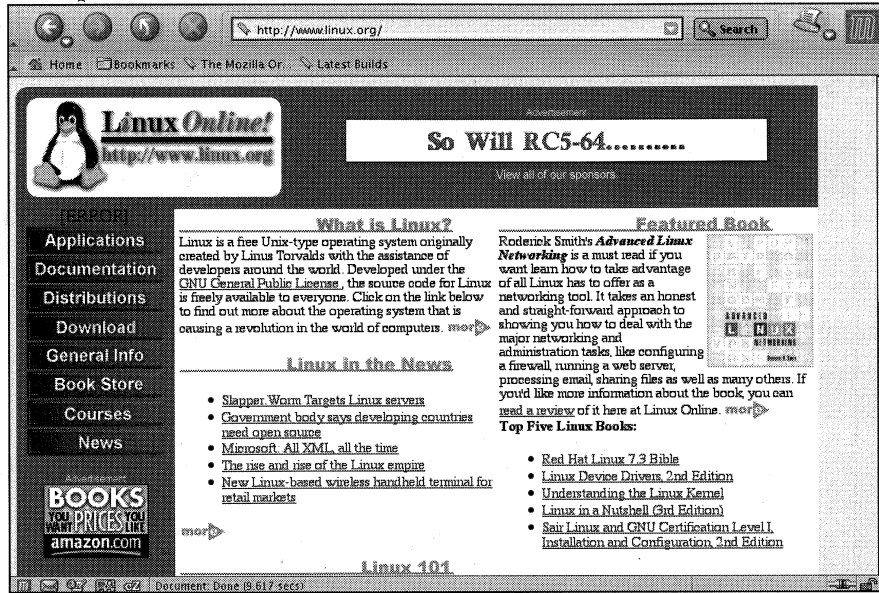 http://www.linux.org/
Search
Home Bookmarks The Mozilla Or... Latest Builds
Linux Online!
http://www.linux.org
Advertisement
So Will RC5-64..........
View all of our sponsors
[ERROR]
Applications
Documentation
Distributions
Download
General Info
Book Store
Courses
News
Advertisement
BOOKS
YOU WANT PRICES YOU LIKE
amazon.com
What is Linux?
Linux is a free Unix-type operating system originally
created by Linus Torvalds with the assistance of
developers around the world. Developed under the
GNU General Public License , the source code for Linux
is freely available to everyone. Click on the link below
to find out more about the operating system that is
causing a revolution in the world of computers. more
Linux in the News
Slapper Worm Targets Linux servers
Government body says developing countries
need open source
Microsoft: All XML, all the time
The rise and rise of the Linux empire
New Linux-based wireless handheld terminal for
retail markets
more
Linux 101
Featured Book
Roderick Smith's Advanced Linux
Networking is a must read if you
want learn how to take advantage
of all Linux has to offer as a
networking tool. It takes an honest
and straight-forward approach to
showing you how to deal with the
major networking and
administration tasks, like configuring
a firewall, running a web server,
processing email, sharing files as well as many others. If
you'd like more information about the book, you can
read a review of it here at Linux Online. more
ADVANCED
LINUX
NETWORKING
Top Five Linux Books:
Red Hat Linux 7.3 Bible
Linux Device Drivers, 2nd Edition
Understanding the Linux Kernel
Linux in a Nutshell (3rd Edition)
Sair Linux and GNU Certification Level I,
Installation and Configuration, 2nd Edition
Document: Done (9.617 secs)